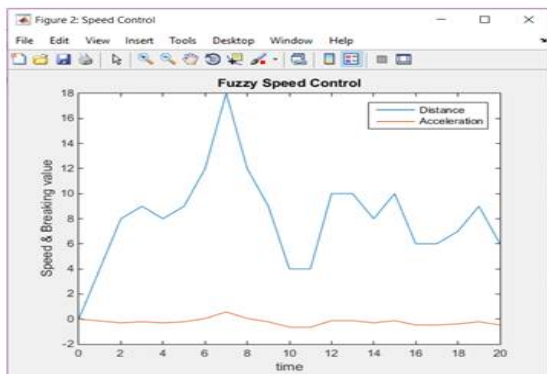 Figure 2: Speed Control
File Edit View Insert Tools Desktop Window Help
Fuzzy Speed Control
18
16
14
12
10
8
6
4
2
0
-2
Speed & Breaking value
Distance
Acceleration
0 2 4 6 8 10 12 14 16 18 20
time